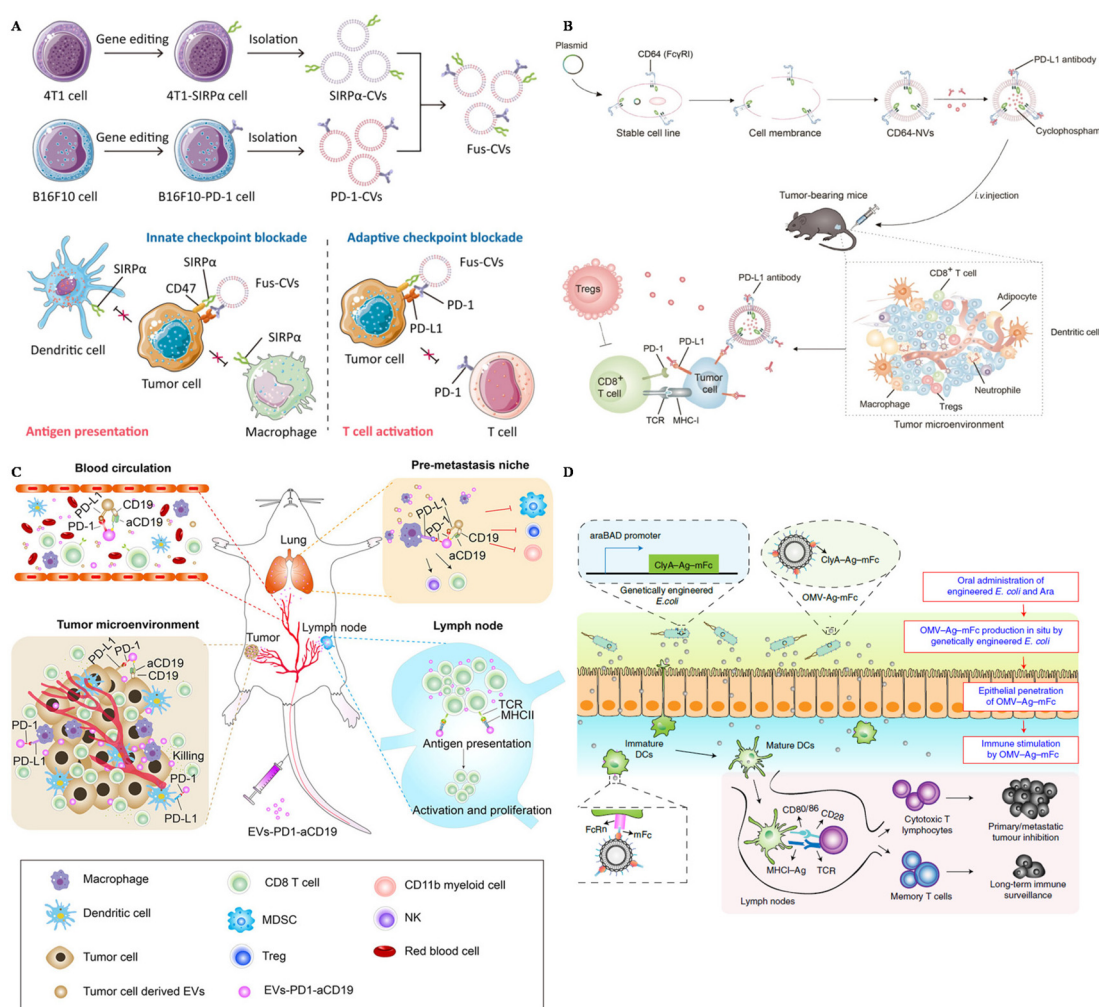 A
Gene editing
Isolation
4T1 cell
4T1-SIRPα cell
SIRPα-CVs
Gene editing
Isolation
Fus-CVs
B16F10 cell
B16F10-PD-1 cell
PD-1-CVs
Innate checkpoint blockade
Adaptive checkpoint blockade
SIRPα
SIRPα
CD47
Fus-CVs
Fus-CVs
PD-1
PD-L1
Dendritic cell
Tumor cell
SIRPα
Tumor cell
PD-1
Macrophage
T cell
Antigen presentation
T cell activation
B
Plasmid
CD64 (FcγRI)
PD-L1 antibody
Stable cell line
Cell membrane
CD64-NVs
Cyclophospham
i.v.injection
Tumor-bearing mice
Tregs
PD-L1 antibody
CD8+ T cell
Adipocyte
Dentritic cell
PD-1
PD-L1
CD8+
T cell
Tumor
cell
TCR
MHC-I
Neutrophile
Macrophage
Tregs
Tumor microenvironment
C
Blood circulation
PD-L1
CD19
PD-1
aCD19
Pre-metastasis niche
PD-L1
PD-1
CD19
aCD19
Lung
Tumor microenvironment
PD-L1
PD-1
aCD19
CD19
PD-1
PD-L1
Killing
PD-1
PD-L1
Tumor
Lymph node
Lymph node
TCR
MHCII
Antigen presentation
Activation and proliferation
EVs-PD1-aCD19
Macrophage
CD8 T cell
CD11b myeloid cell
Dendritic cell
MDSC
NK
Tumor cell
Treg
Red blood cell
Tumor cell derived EVs
EVs-PD1-aCD19
D
araBAD promoter
ClyA–Ag–mFc
Genetically engineered
E.coli
ClyA–Ag–mFc
OMV-Ag-mFc
Oral administration of
engineered E. coli and Ara
OMV–Ag–mFc production in situ by
genetically engineered E. coli
Epithelial penetration
of OMV–Ag–mFc
Immune stimulation
by OMV–Ag–mFc
Immature
DCs
Mature DCs
FcRn
mFc
CD80/86
CD28
MHCI–Ag
TCR
Lymph nodes
Cytotoxic T
lymphocytes
Primary/metastatic
tumour inhibition
Memory T cells
Long-term immune
surveillance